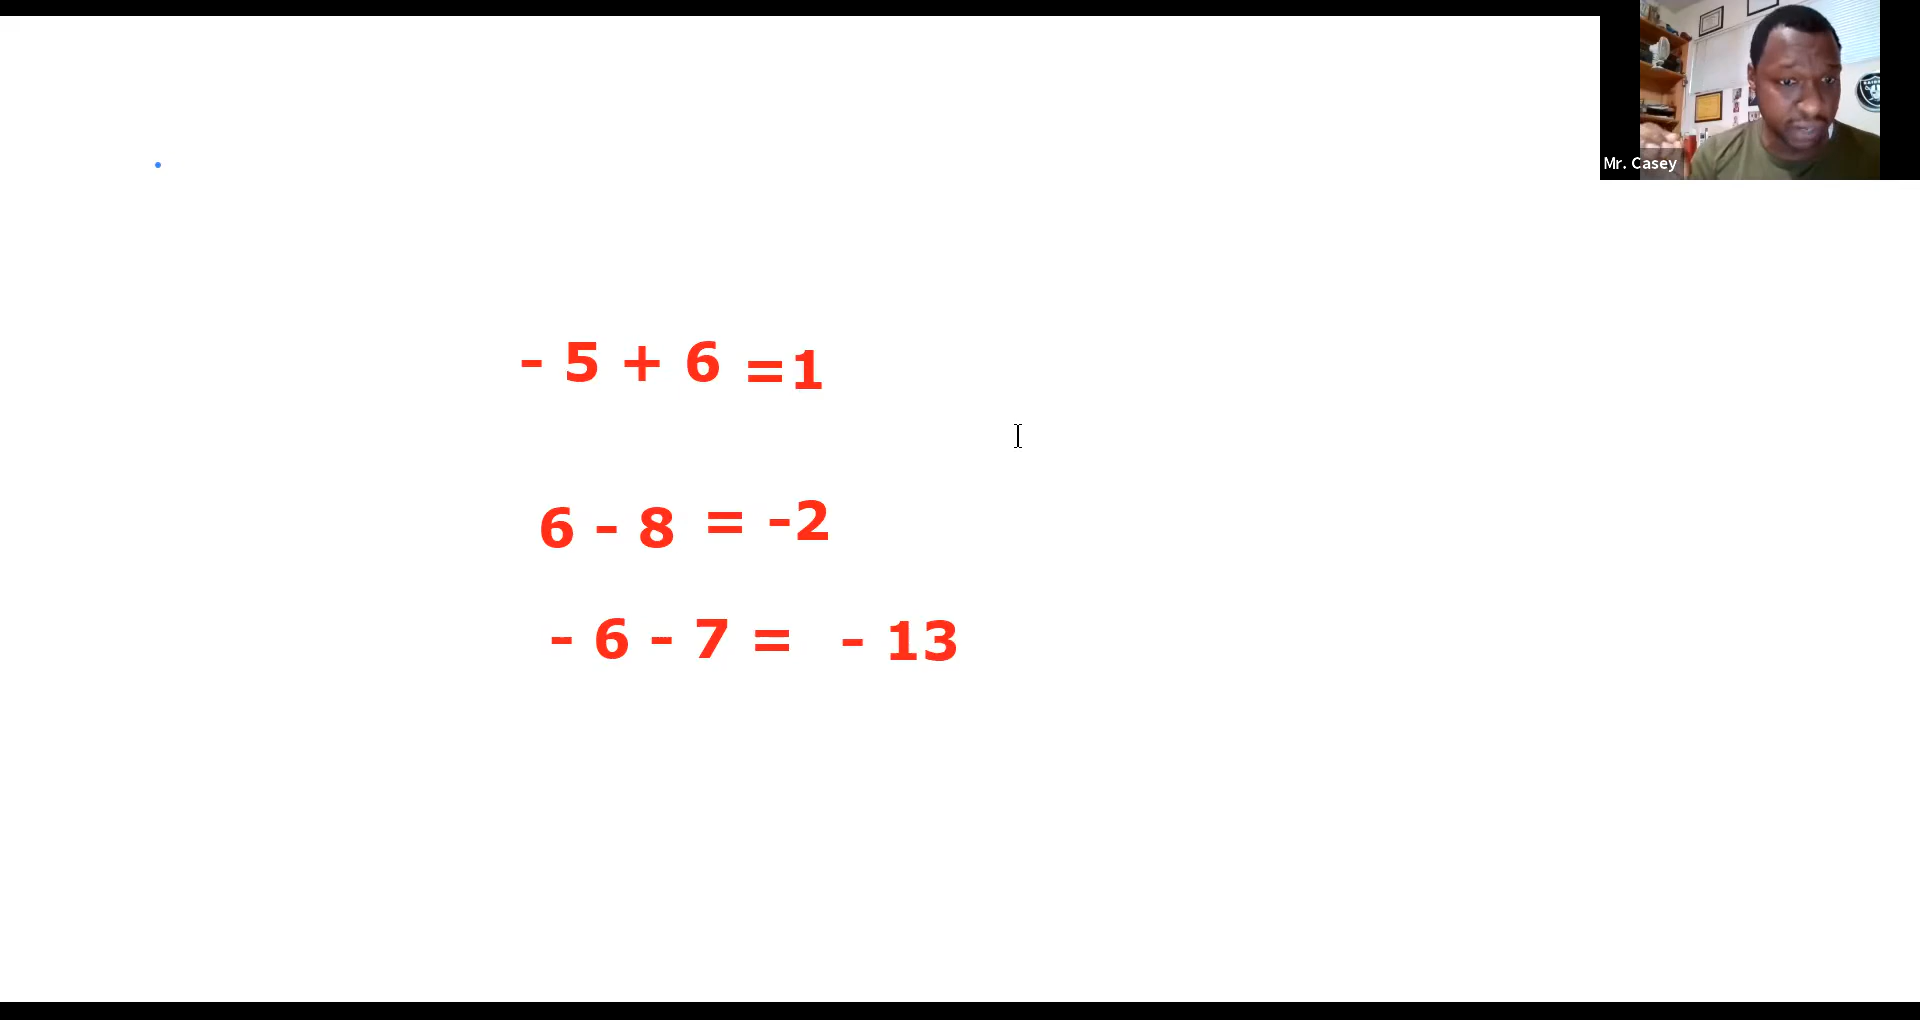 Mr. Casey
- 5 + 6 =1
6 - 8 = -2
- 6 - 7 = - 13